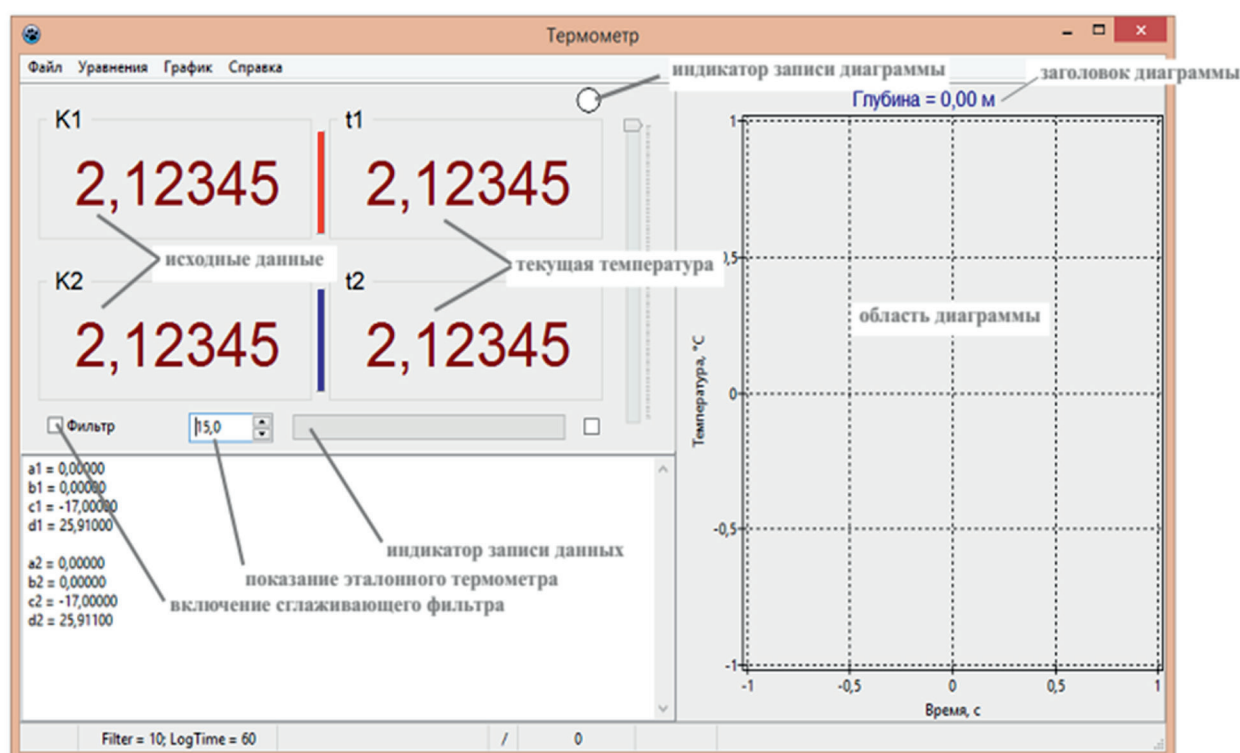 Термометр
Файл Уравнения График Справка
индикатор записи диаграммы
заголовок диаграммы
Глубина = 0,00 м
K1
t1
2,12345
2,12345
исходные данные
текущая температура
K2
t2
2,12345
2,12345
Фильтр
15,0
a1 = 0,00000
b1 = 0,00000
c1 = -17,00000
d1 = 25,91000
a2 = 0,00000
b2 = 0,00000
c2 = -17,00000
d2 = 25,91100
индикатор записи данных
показание эталонного термометра
включение сглаживающего фильтра
область диаграммы
Температура, °C
1
0,5
0
-0,5
-1
-1 -0,5 0 0,5 1
Время, с
Filter = 10; LogTime = 60 / 0